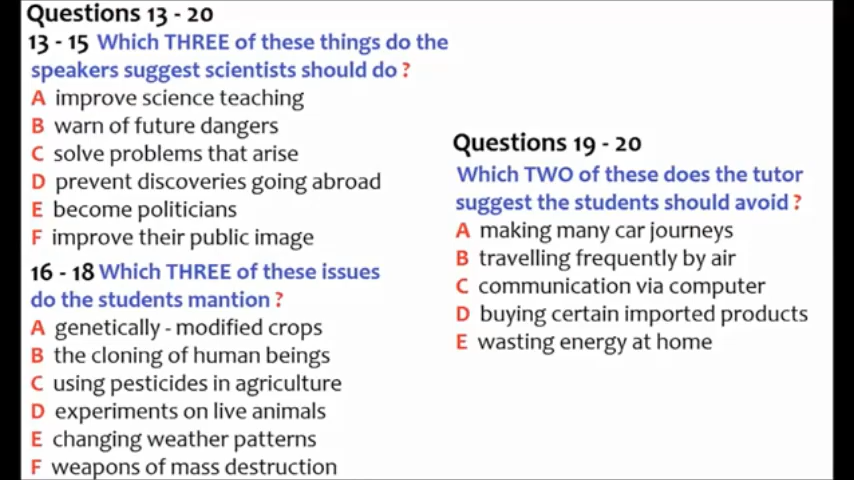 Questions 13 - 20
13 - 15 Which THREE of these things do the
speakers suggest scientists should do ?
A improve science teaching
B warn of future dangers
C solve problems that arise
D prevent discoveries going abroad
E become politicians
F improve their public image
16 - 18 Which THREE of these issues
do the students mantion ?
A genetically - modified crops
B the cloning of human beings
C using pesticides in agriculture
D experiments on live animals
E changing weather patterns
F weapons of mass destruction
Questions 19 - 20
Which TWO of these does the tutor
suggest the students should avoid ?
A making many car journeys
B travelling frequently by air
C communication via computer
D buying certain imported products
E wasting energy at home